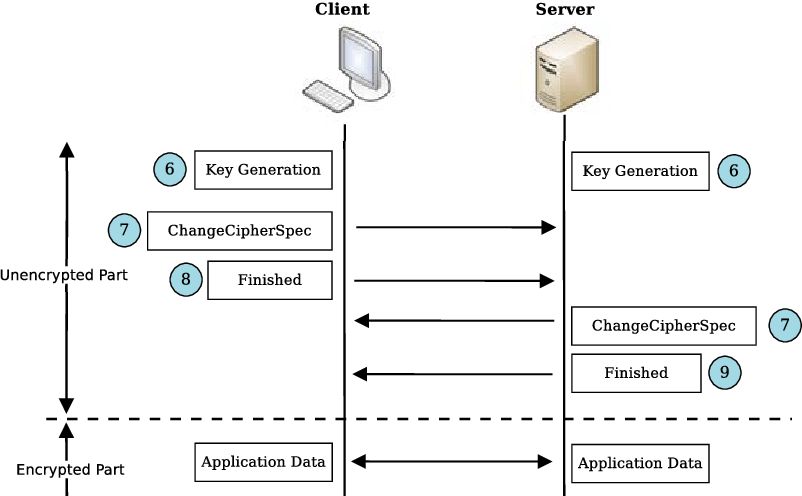 Client
Server
6
Key Generation
Key Generation
6
7
ChangeCipherSpec
Unencrypted Part
8
Finished
ChangeCipherSpec
7
Finished
9
Encrypted Part
Application Data
Application Data